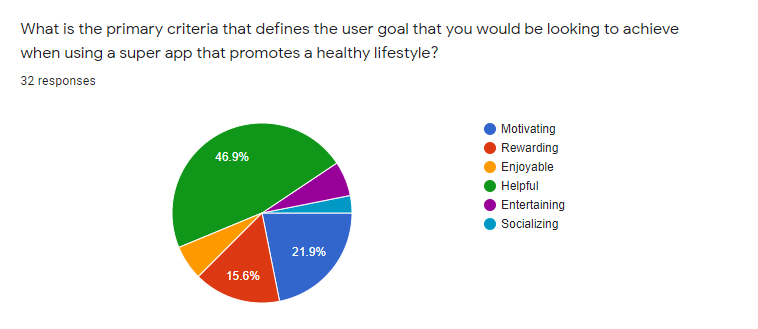 What is the primary criteria that defines the user goal that you would be looking to achieve
when using a super app that promotes a healthy lifestyle?
32 responses
46.9%
21.9%
15.6%
Motivating
Rewarding
Enjoyable
Helpful
Entertaining
Socializing